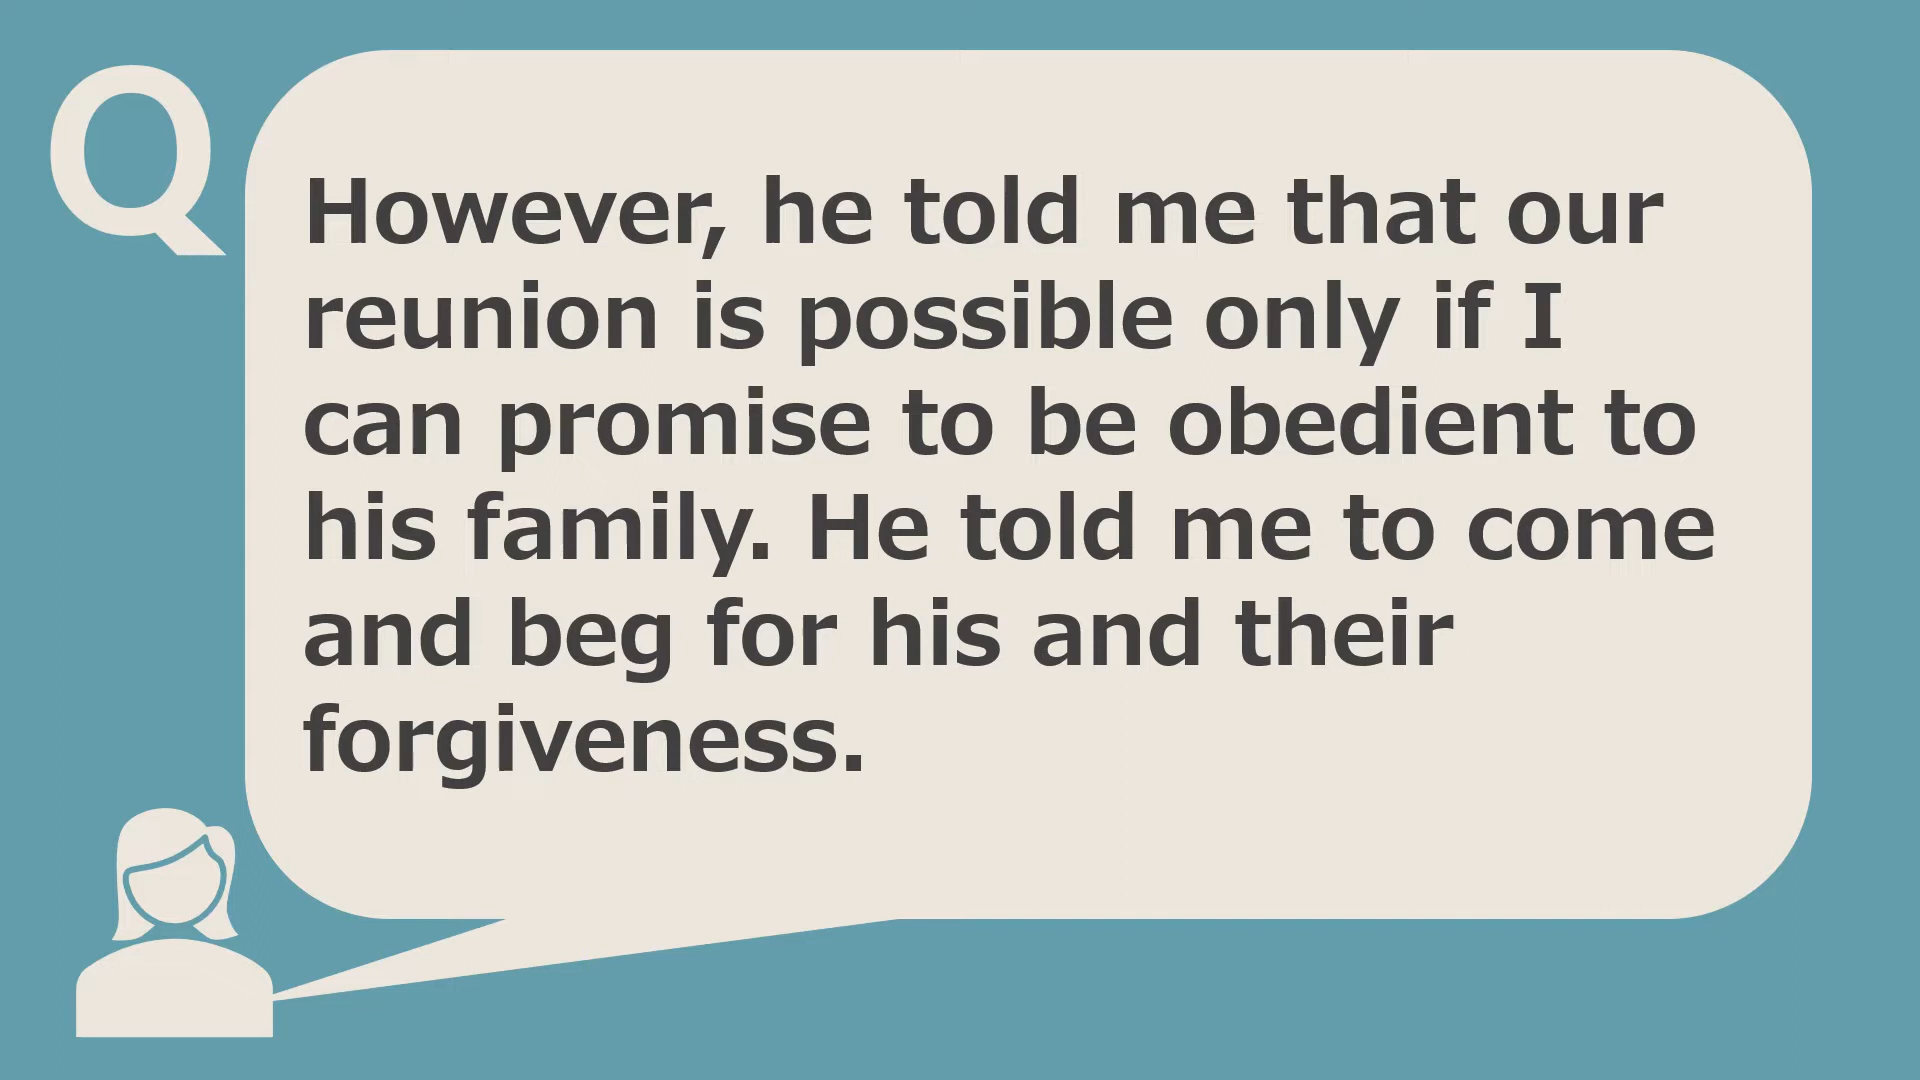 Q
However, he told me that our
reunion is possible only if I
can promise to be obedient to
his family. He told me to come
and beg for his and their
forgiveness.